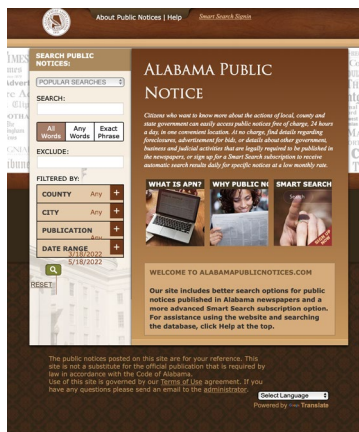 About Public Notices | Help
Smart Search Signin
SEARCH PUBLIC
NOTICES:
POPULAR SEARCHES
SEARCH:
All
Words
Any
Words
Exact
Phrase
EXCLUDE:
FILTERED BY:
COUNTY Any +
CITY Any +
PUBLICATION +
Any
DATE RANGE +
3/18/2022
5/18/2022
RESET
ALABAMA PUBLIC
NOTICE
Citizens who want to know more about the actions of local, county and
state government can easily access public notices free of charge, 24 hours
a day, in one convenient location. At no charge, find details regarding
foreclosures, advertisement for bids, or details about other government,
business and judicial activities that are legally required to be published in
the newspapers, or sign up for a Smart Search subscription to receive
automatic search results daily for specific notices at a low monthly rate.
WHAT IS APN?
WHY PUBLIC NO
SMART SEARCH
Search
SIGN UP
NOW
WELCOME TO ALABAMAPUBLICNOTICES.COM
Our site includes better search options for public
notices published in Alabama newspapers and a
more advanced Smart Search subscription option.
For assistance using the website and searching
the database, click Help at the top.
The public notices posted on this site are for your reference. This
site is not a substitute for the official publication that is required by
law in accordance with the Code of Alabama.
Use of this site is governed by our Terms of Use agreement. If you
have any questions please send an email to the administrator.
Select Language
Powered by Google Translate